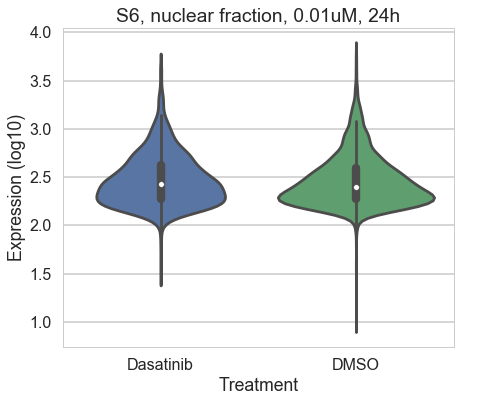 S6, nuclear fraction, 0.01uM, 24h
Expression (log10)
4.0
3.5
3.0
2.5
2.0
1.5
1.0
Dasatinib DMSO
Treatment